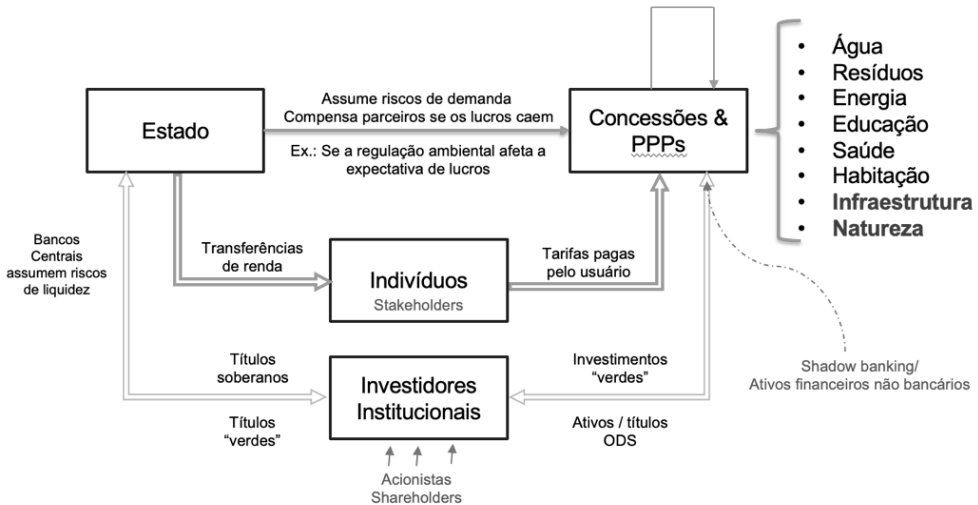 Estado
Assume riscos de demanda
Compensa parceiros se os lucros caem
Ex.: Se a regulação ambiental afeta a
expectativa de lucros
Concessões &
PPPs
• Água
• Resíduos
• Energia
• Educação
• Saúde
• Habitação
• Infraestrutura
• Natureza
Bancos
Centrais
assumem riscos
de liquidez
Transferências
de renda
Indivíduos
Stakeholders
Tarifas pagas
pelo usuário
Títulos
soberanos
Títulos
“verdes”
Investidores
Institucionais
Investimentos
“verdes”
Ativos / títulos
ODS
Shadow banking/
Ativos financeiros não bancários
Acionistas
Shareholders